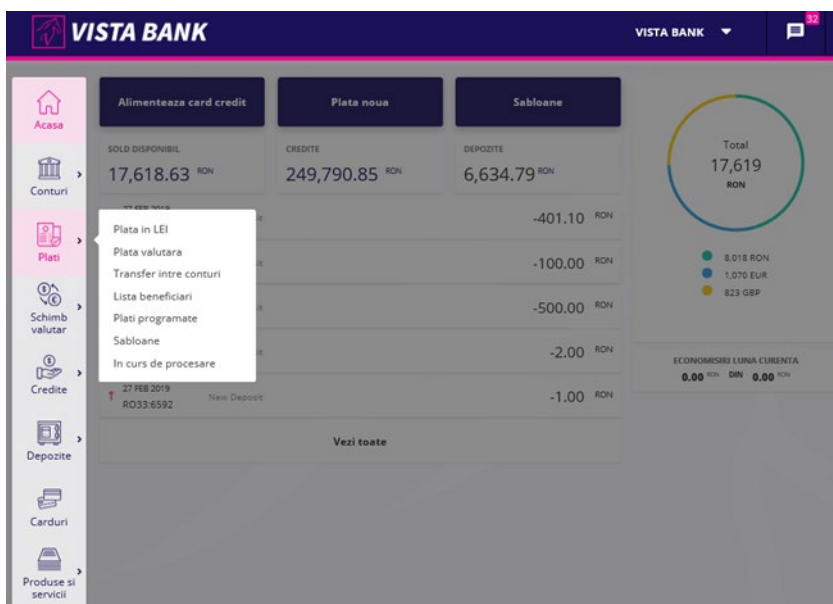 VISTA BANK
VISTA BANK
32
Acasa
Conturi
Plati
Schimb
valutar
Credite
Depozite
Carduri
Produse si
servicii
Alimenteaza card credit
Plata noua
Sabloane
SOLD DISPONIBIL
17,618.63 RON
CREDITE
249,790.85 RON
DEPOZITE
6,634.79 RON
27 FEB 2019
-401.10 RON
-100.00 RON
-500.00 RON
-2.00 RON
27 FEB 2019
RO33:6592
New Deposit
-1.00 RON
Vezi toate
Plata in LEI
Plata valutara
Transfer intre conturi
Lista beneficiari
Plati programate
Sabloane
In curs de procesare
Total
17,619
RON
8,018 RON
1,070 EUR
823 GBP
ECONOMISIRI LUNA CURENTA
0.00 RON DIN 0.00 RON